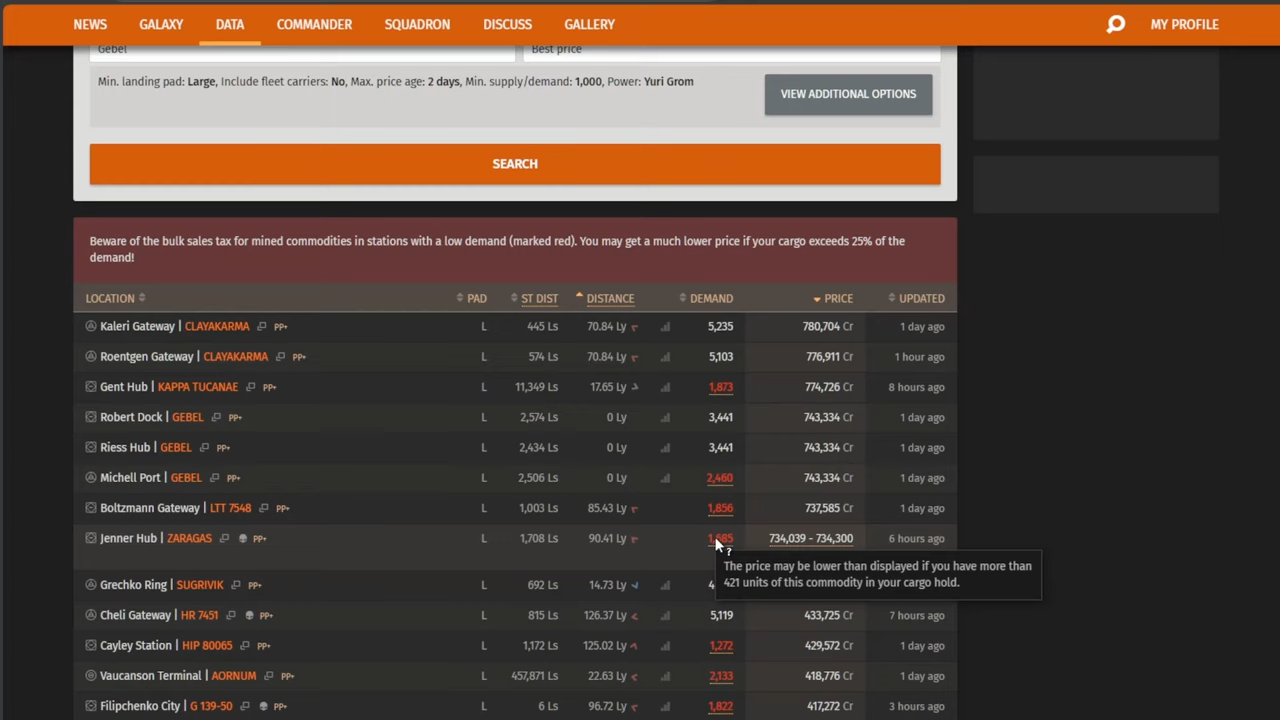 NEWS GALAXY DATA COMMANDER SQUADRON DISCUSS GALLERY MY PROFILE
Gebel Best price
Min. landing pad: Large, Include fleet carriers: No, Max. price age: 2 days, Min. supply/demand: 1,000, Power: Yuri Grom
VIEW ADDITIONAL OPTIONS
SEARCH
Beware of the bulk sales tax for mined commodities in stations with a low demand (marked red). You may get a much lower price if your cargo exceeds 25% of the
demand!
LOCATION PAD ST DIST DISTANCE DEMAND PRICE UPDATED
Kaleri Gateway | CLAYAKARMA PP+ L 445 Ls 70.84 Ly 5,235 780,704 Cr 1 day ago
Roentgen Gateway | CLAYAKARMA PP+ L 574 Ls 70.84 Ly 5,103 776,911 Cr 1 hour ago
Gent Hub | KAPPA TUCANAE PP+ L 11,349 Ls 17.65 Ly 1,873 774,726 Cr 8 hours ago
Robert Dock | GEBEL PP+ L 2,574 Ls 0 Ly 3,441 743,334 Cr 1 day ago
Riess Hub | GEBEL PP+ L 2,434 Ls 0 Ly 3,441 743,334 Cr 1 day ago
Michell Port | GEBEL PP+ L 2,506 Ls 0 Ly 2,460 743,334 Cr 1 day ago
Boltzmann Gateway | LTT 7548 PP+ L 1,003 Ls 85.43 Ly 1,856 737,585 Cr 1 day ago
Jenner Hub | ZARAGAS PP+ L 1,708 Ls 90.41 Ly 734,039 - 734,300 6 hours ago
The price may be lower than displayed if you have more than
421 units of this commodity in your cargo hold.
Grechko Ring | SUGRIVIK PP+ L 692 Ls 14.73 Ly
Cheli Gateway | HR 7451 PP+ L 815 Ls 126.37 Ly 5,119 433,725 Cr 7 hours ago
Cayley Station | HIP 80065 PP+ L 1,172 Ls 125.02 Ly 1,272 429,572 Cr 1 day ago
Vaucanson Terminal | AORNUM PP+ L 457,871 Ls 22.63 Ly 2,133 418,776 Cr 1 day ago
Filipchenko City | G 139-50 PP+ L 6 Ls 96.72 Ly 1,822 417,272 Cr 3 hours ago